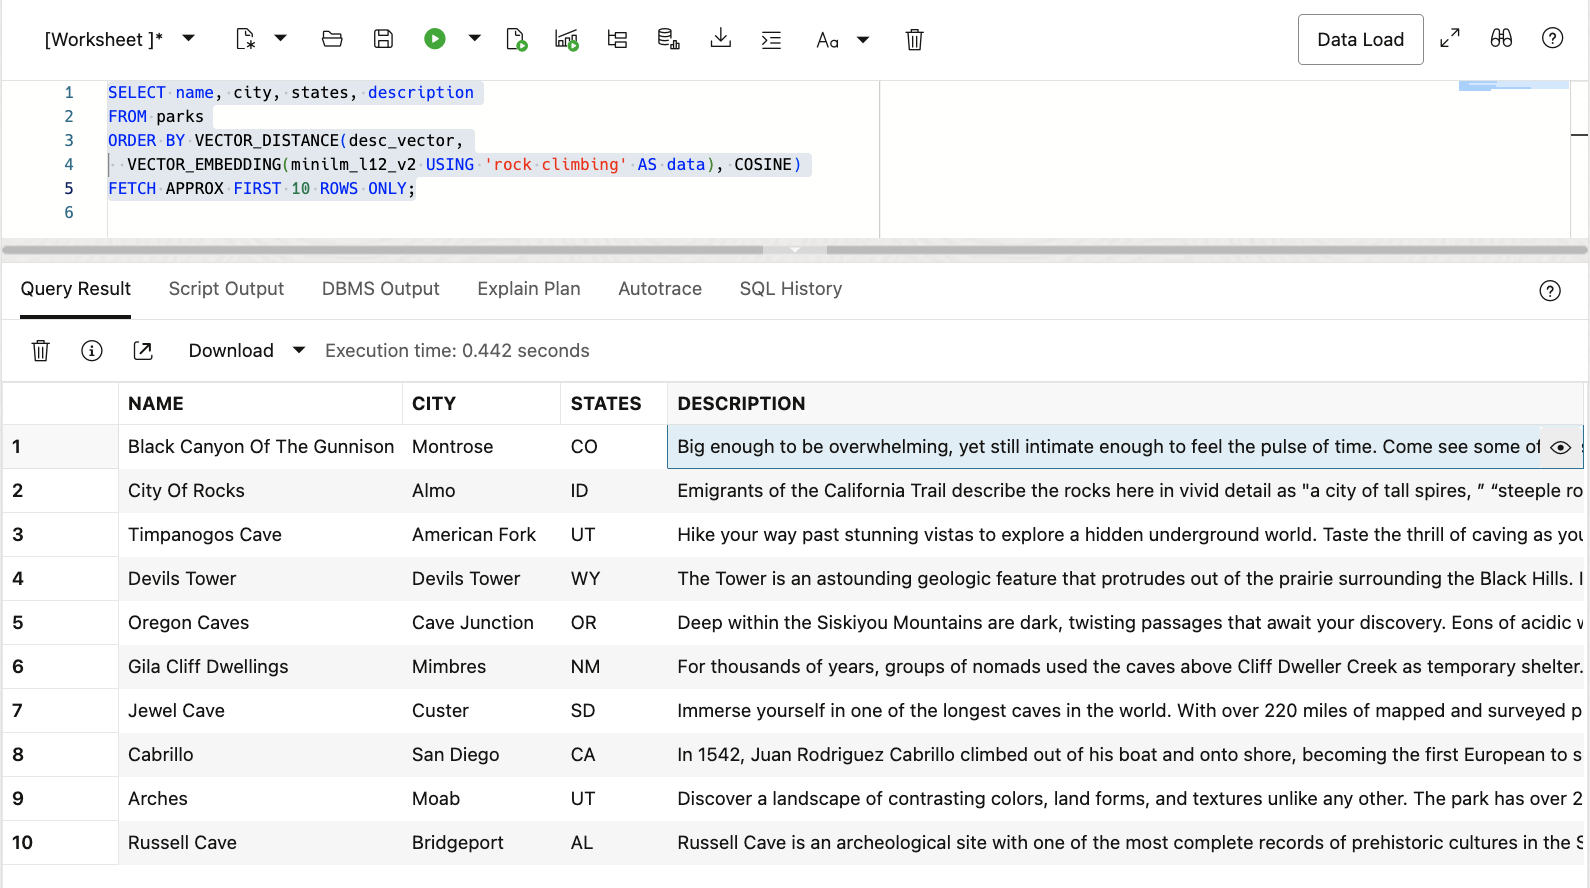 [Worksheet ]*
Aa
Data Load
1 SELECT name, city, states, description
2 FROM parks
3 ORDER BY VECTOR_DISTANCE(desc_vector,
4 VECTOR_EMBEDDING(minilm_l12_v2 USING 'rock climbing' AS data), COSINE)
5 FETCH APPROX FIRST 10 ROWS ONLY;
6
Query Result Script Output DBMS Output Explain Plan Autotrace SQL History
Download Execution time: 0.442 seconds
NAME CITY STATES DESCRIPTION
1 Black Canyon Of The Gunnison Montrose CO Big enough to be overwhelming, yet still intimate enough to feel the pulse of time. Come see some of
2 City Of Rocks Almo ID Emigrants of the California Trail describe the rocks here in vivid detail as "a city of tall spires, ” “steeple ro
3 Timpanogos Cave American Fork UT Hike your way past stunning vistas to explore a hidden underground world. Taste the thrill of caving as you
4 Devils Tower Devils Tower WY The Tower is an astounding geologic feature that protrudes out of the prairie surrounding the Black Hills. I
5 Oregon Caves Cave Junction OR Deep within the Siskiyou Mountains are dark, twisting passages that await your discovery. Eons of acidic
6 Gila Cliff Dwellings Mimbres NM For thousands of years, groups of nomads used the caves above Cliff Dweller Creek as temporary shelter.
7 Jewel Cave Custer SD Immerse yourself in one of the longest caves in the world. With over 220 miles of mapped and surveyed p
8 Cabrillo San Diego CA In 1542, Juan Rodriguez Cabrillo climbed out of his boat and onto shore, becoming the first European to s
9 Arches Moab UT Discover a landscape of contrasting colors, land forms, and textures unlike any other. The park has over 2
10 Russell Cave Bridgeport AL Russell Cave is an archeological site with one of the most complete records of prehistoric cultures in the S